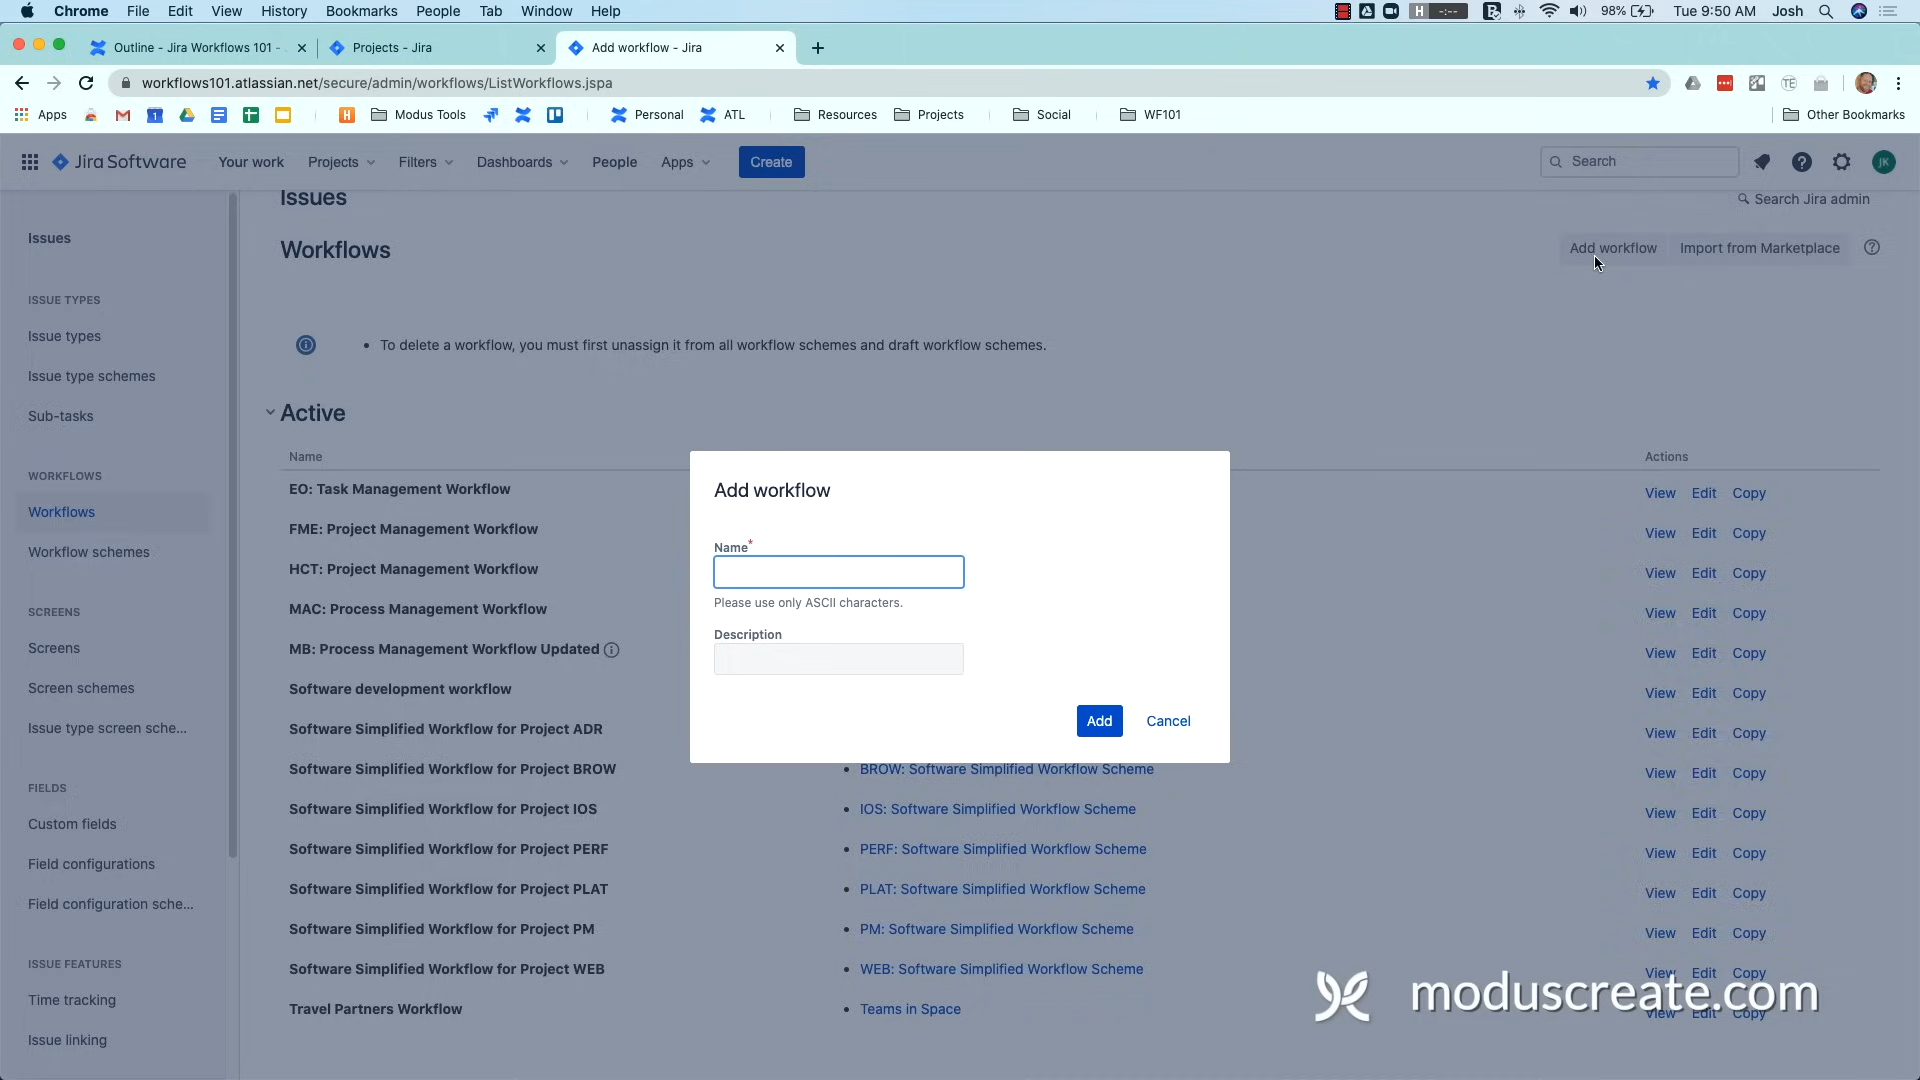 Chrome File Edit View History Bookmarks People Tab Window Help H -:-- 98% Tue 9:50 AM Josh
Outline - Jira Workflows 101 - Projects - Jira Add workflow - Jira
workflows101.atlassian.net/secure/admin/workflows/ListWorkflows.jspa
Apps Modus Tools Personal ATL Resources Projects Social WF101 Other Bookmarks
Jira Software Your work Projects Filters Dashboards People Apps Create Search JK
Issues
Search Jira admin
Issues
Workflows
Add workflow Import from Marketplace
ISSUE TYPES
Issue types
Issue type schemes
Sub-tasks
WORKFLOWS
Workflows
Workflow schemes
SCREENS
Screens
Screen schemes
Issue type screen sche...
FIELDS
Custom fields
Field configurations
Field configuration sche...
ISSUE FEATURES
Time tracking
Issue linking
• To delete a workflow, you must first unassign it from all workflow schemes and draft workflow schemes.
Active
Name Actions
EO: Task Management Workflow View Edit Copy
FME: Project Management Workflow View Edit Copy
HCT: Project Management Workflow View Edit Copy
MAC: Process Management Workflow View Edit Copy
MB: Process Management Workflow Updated View Edit Copy
Software development workflow View Edit Copy
Software Simplified Workflow for Project ADR View Edit Copy
Software Simplified Workflow for Project BROW • BROW: Software Simplified Workflow Scheme View Edit Copy
Software Simplified Workflow for Project IOS • IOS: Software Simplified Workflow Scheme View Edit Copy
Software Simplified Workflow for Project PERF • PERF: Software Simplified Workflow Scheme View Edit Copy
Software Simplified Workflow for Project PLAT • PLAT: Software Simplified Workflow Scheme View Edit Copy
Software Simplified Workflow for Project PM • PM: Software Simplified Workflow Scheme View Edit Copy
Software Simplified Workflow for Project WEB • WEB: Software Simplified Workflow Scheme View Edit Copy
Travel Partners Workflow • Teams in Space View Edit Copy
Add workflow
Name*
Please use only ASCII characters.
Description
Add Cancel
moduscreate.com